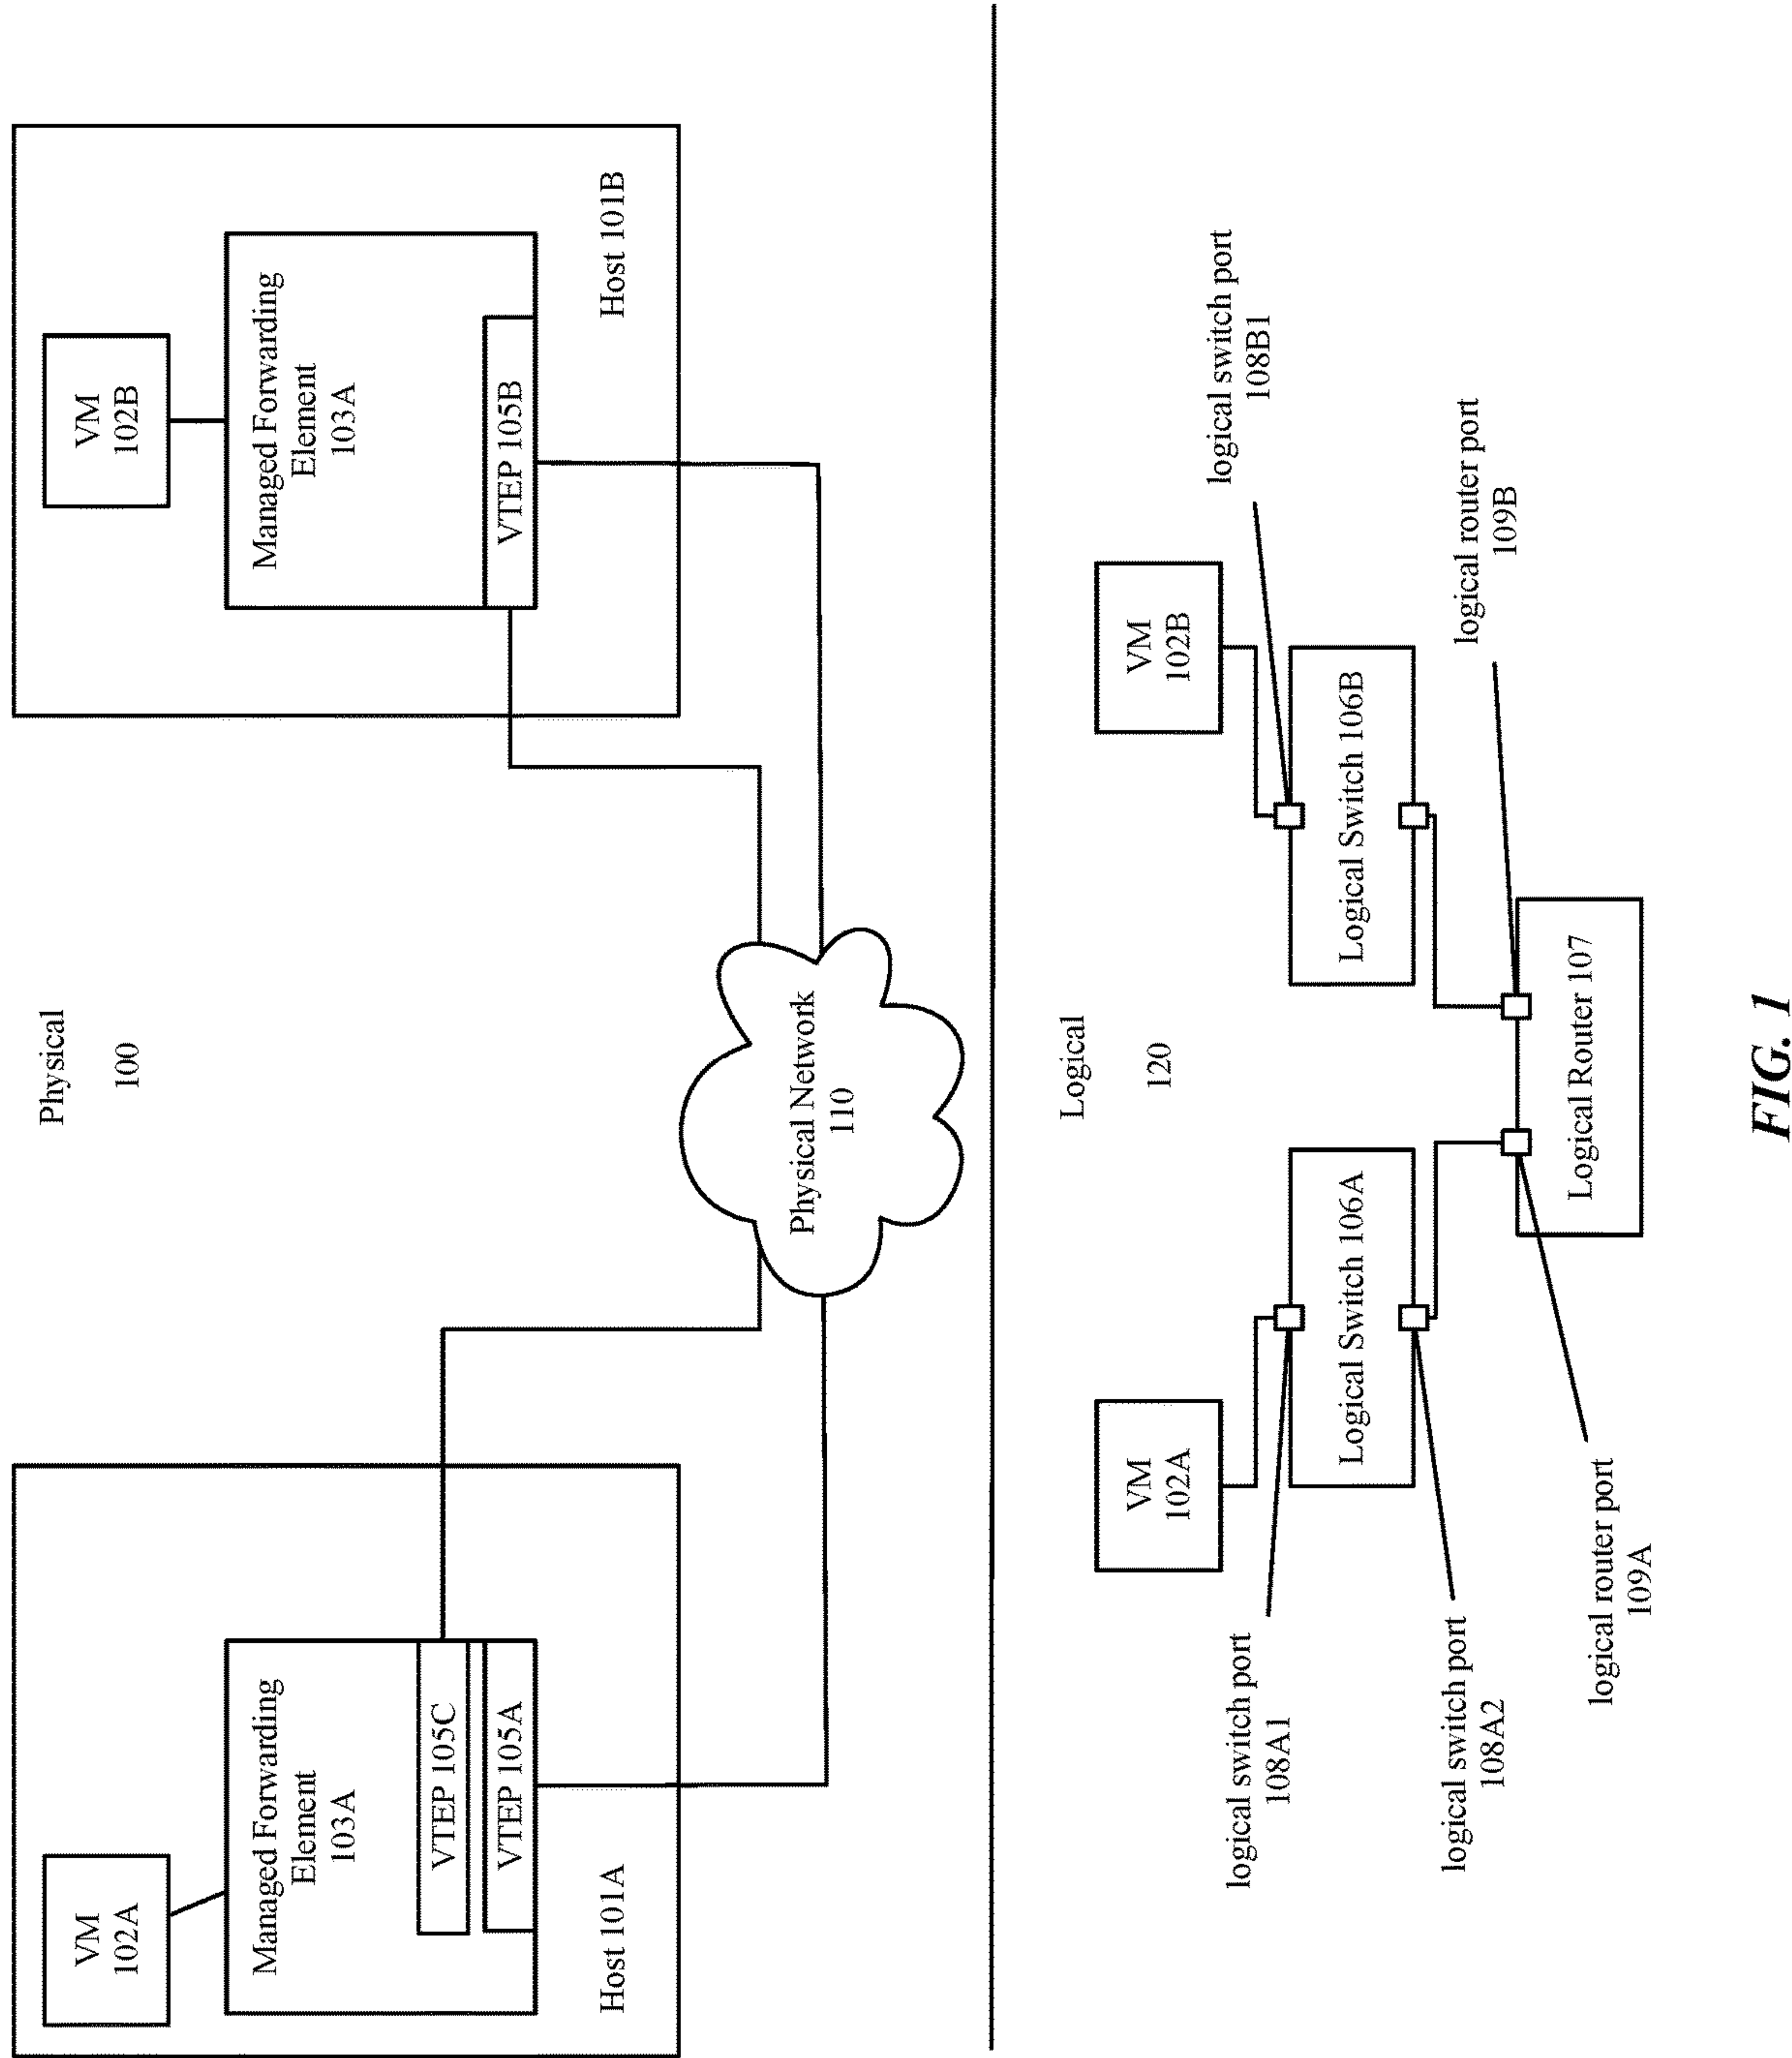 Physical
100
VM
102A
Managed Forwarding
Element
103A
VTEP 105C
VTEP 105A
Host 101A
VM
102B
Managed Forwarding
Element
103A
VTEP 105B
Host 101B
Physical Network
110
Logical
120
VM
102A
VM
102B
logical switch port
108A1
Logical Switch 106A
Logical Switch 106B
logical switch port
108B1
logical switch port
108A2
logical router port
109B
logical router port
109A
Logical Router 107
FIG. 1